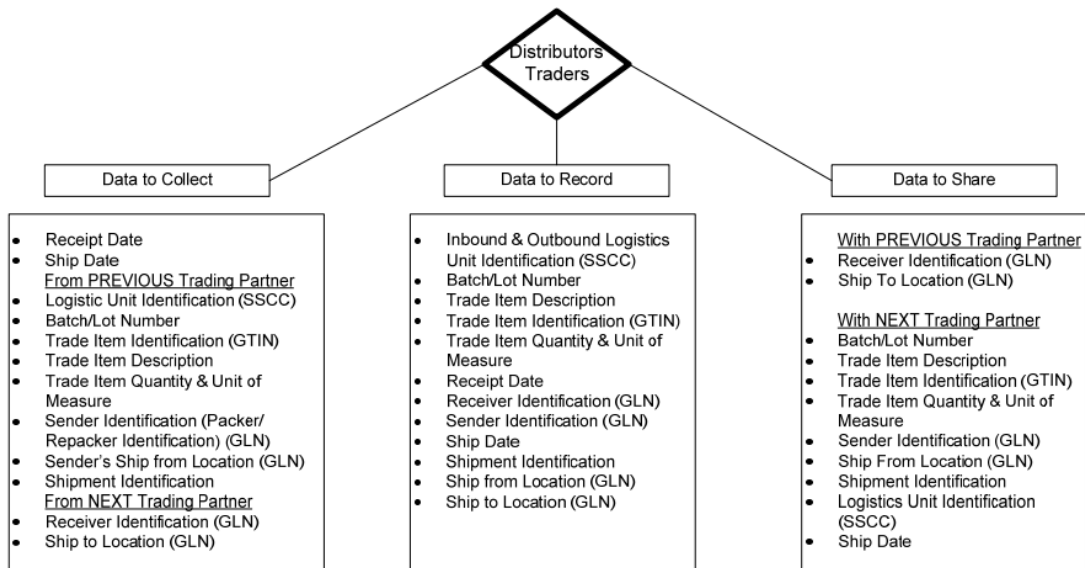 Distributors
Traders
Data to Collect
Data to Record
Data to Share
• Receipt Date
• Ship Date
From PREVIOUS Trading Partner
• Logistic Unit Identification (SSCC)
• Batch/Lot Number
• Trade Item Identification (GTIN)
• Trade Item Description
• Trade Item Quantity & Unit of
Measure
• Sender Identification (Packer/
Repacker Identification) (GLN)
• Sender's Ship from Location (GLN)
• Shipment Identification
From NEXT Trading Partner
• Receiver Identification (GLN)
• Ship to Location (GLN)
• Inbound & Outbound Logistics
Unit Identification (SSCC)
• Batch/Lot Number
• Trade Item Description
• Trade Item Identification (GTIN)
• Trade Item Quantity & Unit of
Measure
• Receipt Date
• Receiver Identification (GLN)
• Sender Identification (GLN)
• Ship Date
• Shipment Identification
• Ship from Location (GLN)
• Ship to Location (GLN)
With PREVIOUS Trading Partner
• Receiver Identification (GLN)
• Ship To Location (GLN)
With NEXT Trading Partner
• Batch/Lot Number
• Trade Item Description
• Trade Item Identification (GTIN)
• Trade Item Quantity & Unit of
Measure
• Sender Identification (GLN)
• Ship From Location (GLN)
• Shipment Identification
• Logistics Unit Identification
(SSCC)
• Ship Date